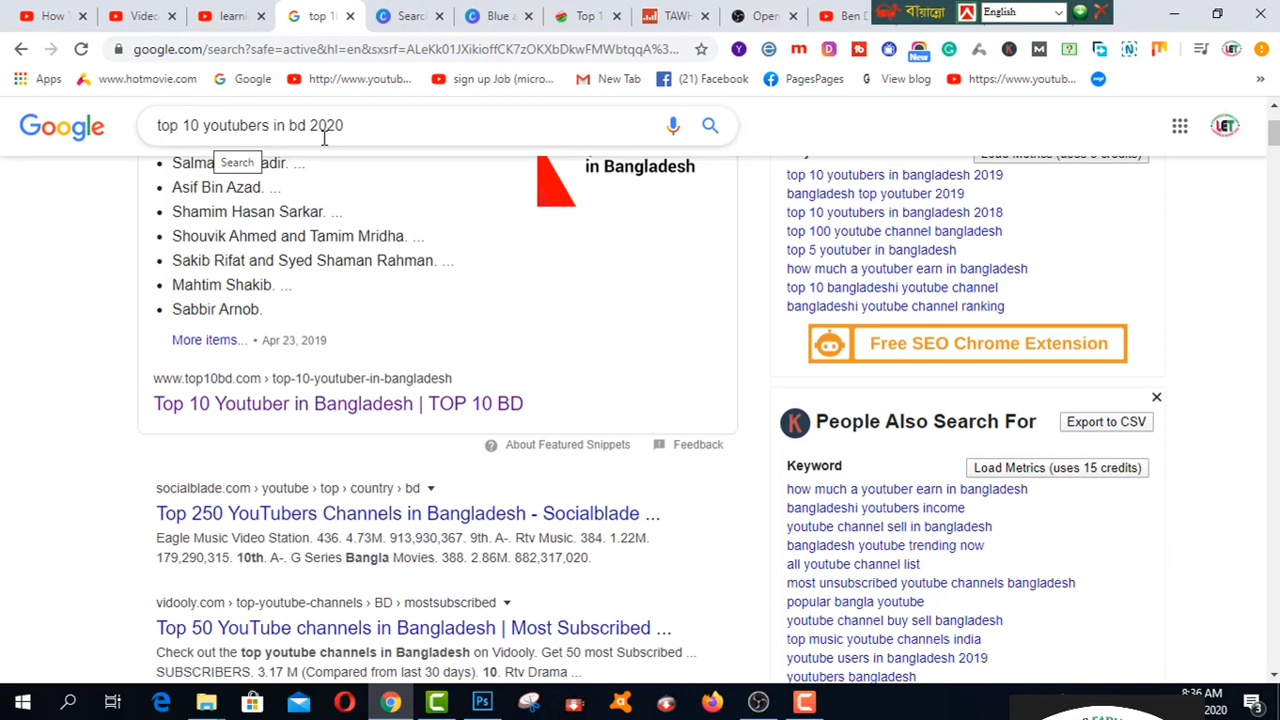 How
Video
learn
top 1
Searc
Blue
Top 1
TAWH
Open
Ben D
বায়ান্নো
English
google.com/search?safe=active&hl=en&sxsrf=ALeKk01JXikioffCK7zOKXbDkwFMWbtqqA%3...
New
Apps
www.hotmovie.com
Google
http://www.youtub...
sign up Job (micro...
New Tab
(21) Facebook
PagesPages
View blog
https://www.youtub...
»
Google
top 10 youtubers in bd 2020
LET
Search
Salma
adir. ...
Asif Bin Azad. ...
Shamim Hasan Sarkar. ...
Shouvik Ahmed and Tamim Mridha. ...
Sakib Rifat and Syed Shaman Rahman. ...
Mahtim Shakib. ...
Sabbir Arnob.
More items... • Apr 23, 2019
in Bangladesh
www.top10bd.com › top-10-youtuber-in-bangladesh
Top 10 Youtuber in Bangladesh | TOP 10 BD
About Featured Snippets
Feedback
socialblade.com › youtube › top › country › bd
Top 250 YouTubers Channels in Bangladesh - Socialblade ...
Eagle Music Video Station. 436. 4.73M. 913,930,367. 9th. A-. Rtv Music. 384. 1.22M.
179,290,315. 10th. A-. G Series Bangla Movies. 388. 2.86M. 882,317,020.
vidooly.com › top-youtube-channels › BD › mostsubscribed
Top 50 YouTube channels in Bangladesh | Most Subscribed ...
Check out the top youtube channels in Bangladesh on Vidooly. Get 50 most Subscribed ...
SUBSCRIBERS. 3.17 M (Compared from last 30 days). 10. Rtv Drama ...
top 10 youtubers in bangladesh 2019
bangladesh top youtuber 2019
top 10 youtubers in bangladesh 2018
top 100 youtube channel bangladesh
top 5 youtuber in bangladesh
how much a youtuber earn in bangladesh
top 10 bangladeshi youtube channel
bangladeshi youtube channel ranking
Free SEO Chrome Extension
K People Also Search For
Export to CSV
Keyword
Load Metrics (uses 15 credits)
how much a youtuber earn in bangladesh
bangladeshi youtubers income
youtube channel sell in bangladesh
bangladesh youtube trending now
all youtube channel list
most unsubscribed youtube channels bangladesh
popular bangla youtube
youtube channel buy sell bangladesh
top music youtube channels india
youtube users in bangladesh 2019
youtubers bangladesh
8:36 AM
2020
3